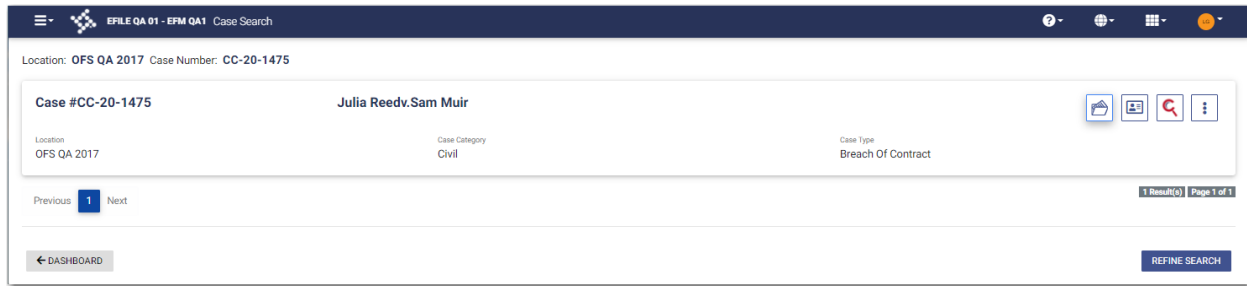 EFILE QA 01 - EFM QA1 Case Search
Location: OFS QA 2017 Case Number: CC-20-1475
Case #CC-20-1475 Julia Reedv.Sam Muir
Location Case Category Case Type
OFS QA 2017 Civil Breach Of Contract
Previous 1 Next 1 Result(s) Page 1 of 1
DASHBOARD REFINE SEARCH